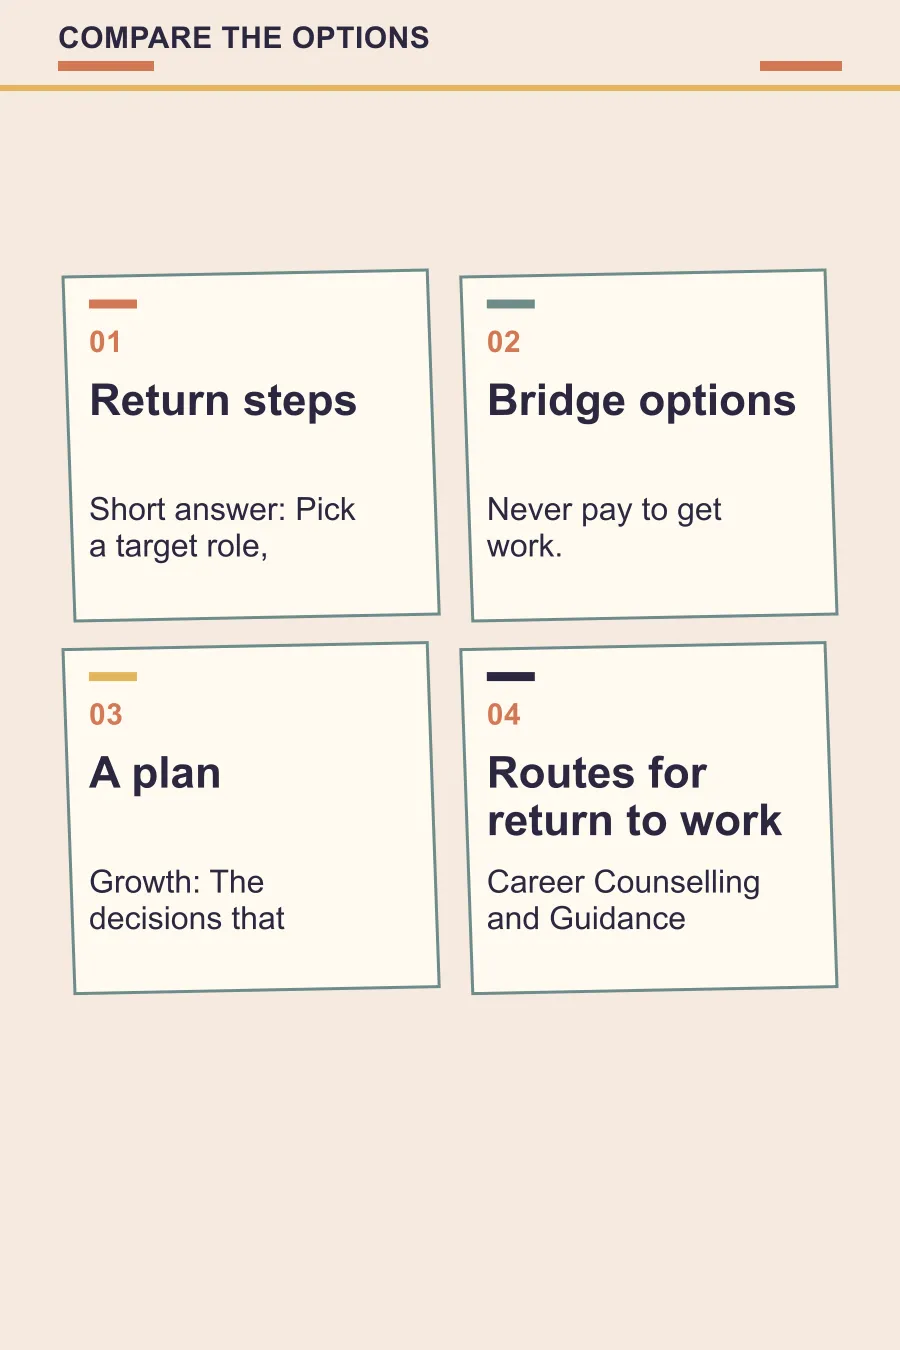 COMPARE THE OPTIONS
01
Return steps
Short answer: Pick
a target role,
02
Bridge options
Never pay to get
work.
03
A plan
Growth: The
decisions that
04
Routes for
return to work
Career Counselling
and Guidance